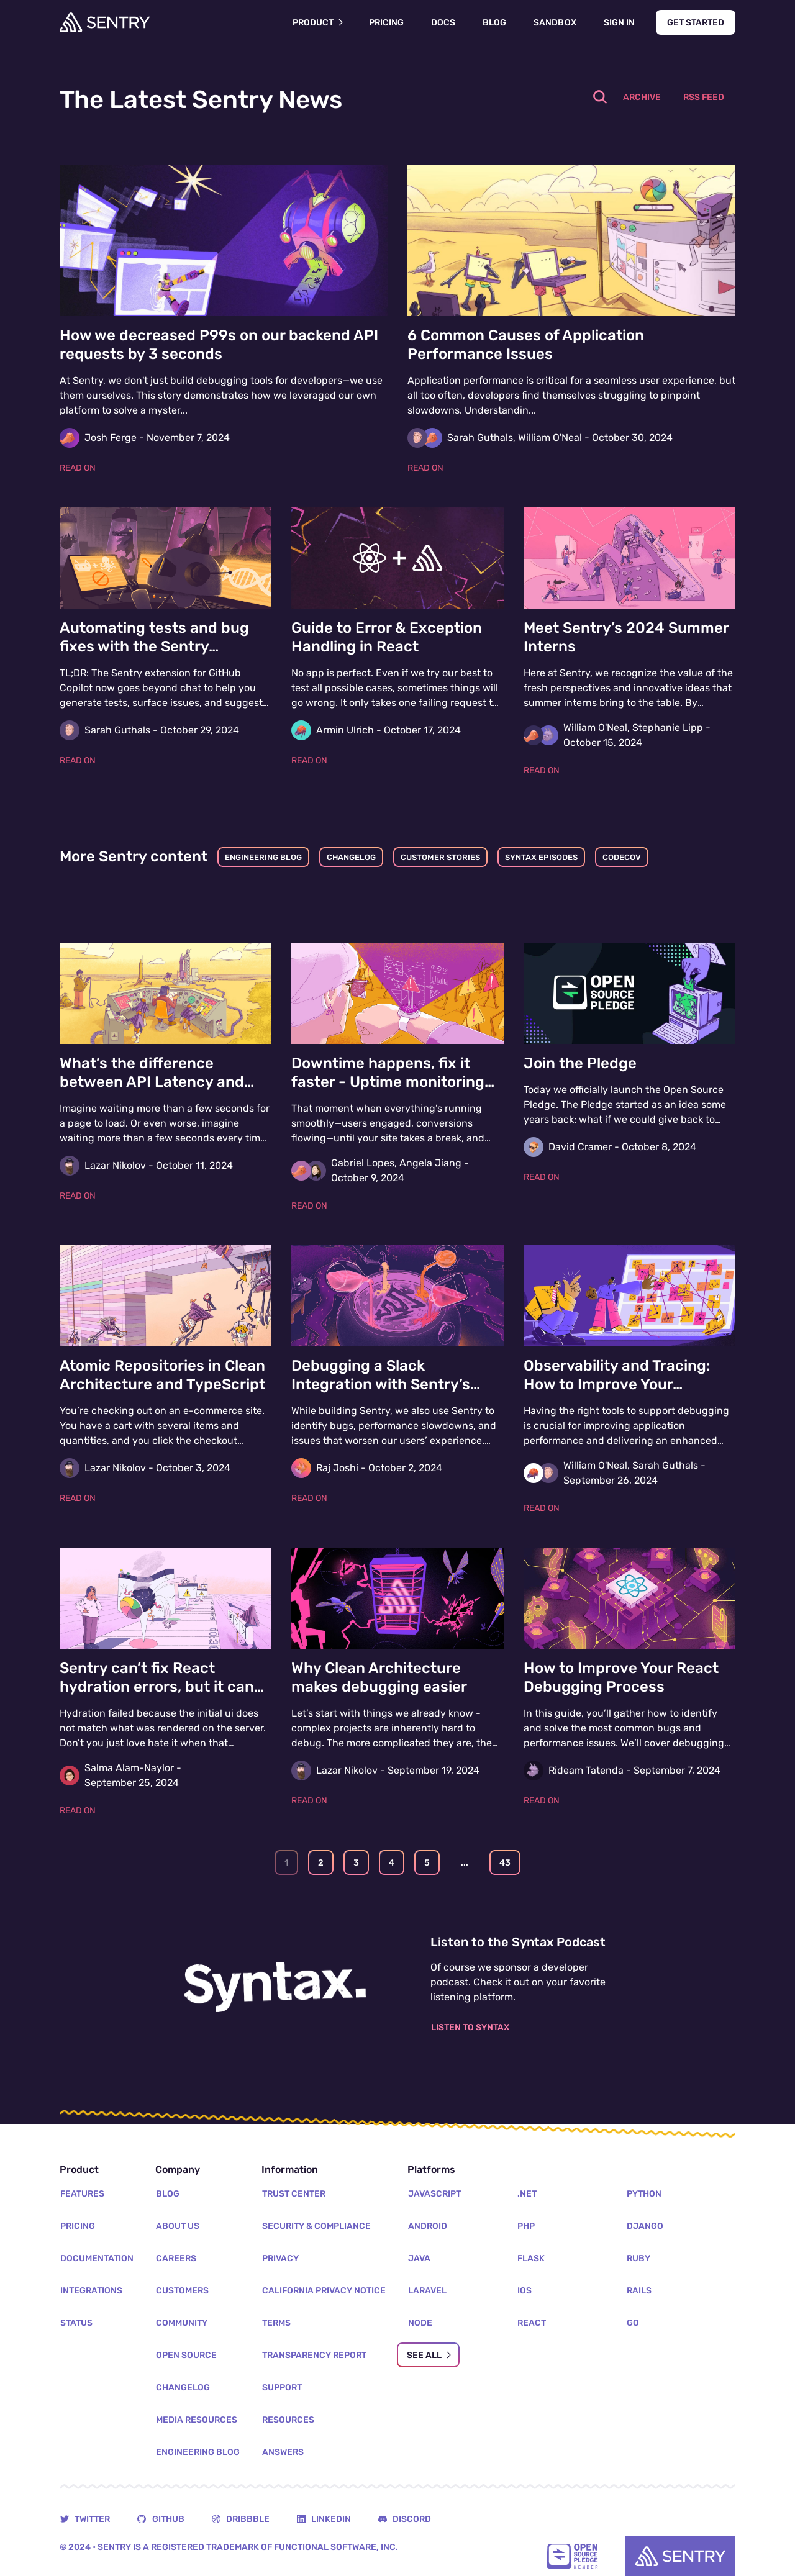 SENTRY
PRODUCT
PRICING
DOCS
BLOG
SANDBOX
SIGN IN
GET STARTED
The Latest Sentry News
ARCHIVE
RSS FEED
How we decreased P99s on our backend API
requests by 3 seconds
At Sentry, we don't just build debugging tools for developers—we use
them ourselves. This story demonstrates how we leveraged our own
platform to solve a myster...
Josh Ferge - November 7, 2024
READ ON
6 Common Causes of Application
Performance Issues
Application performance is critical for a seamless user experience, but
all too often, developers find themselves struggling to pinpoint
slowdowns. Understandin...
Sarah Guthals, William O'Neal - October 30, 2024
READ ON
Automating tests and bug
fixes with the Sentry…
TL;DR: The Sentry extension for GitHub
Copilot now goes beyond chat to help you
generate tests, surface issues, and suggest…
Sarah Guthals - October 29, 2024
READ ON
Guide to Error & Exception
Handling in React
No app is perfect. Even if we try our best to
test all possible cases, sometimes things will
go wrong. It only takes one failing request t…
Armin Ulrich - October 17, 2024
READ ON
Meet Sentry's 2024 Summer
Interns
Here at Sentry, we recognize the value of the
fresh perspectives and innovative ideas that
summer interns bring to the table. By…
William O'Neal, Stephanie Lipp -
October 15, 2024
READ ON
More Sentry content
ENGINEERING BLOG
CHANGELOG
CUSTOMER STORIES
SYNTAX EPISODES
CODECOV
What's the difference
between API Latency and…
Imagine waiting more than a few seconds for
a page to load. Or even worse, imagine
waiting more than a few seconds every tim…
Lazar Nikolov - October 11, 2024
READ ON
Downtime happens, fix it
faster - Uptime monitoring…
That moment when everything's running
smoothly—users engaged, conversions
flowing—until your site takes a break, and…
Gabriel Lopes, Angela Jiang -
October 9, 2024
READ ON
OPEN
SOURCE
PLEDGE
Join the Pledge
Today we officially launch the Open Source
Pledge. The Pledge started as an idea some
years back: what if we could give back to…
David Cramer - October 8, 2024
READ ON
Atomic Repositories in Clean
Architecture and TypeScript
You're checking out on an e-commerce site.
You have a cart with several items and
quantities, and you click the checkout…
Lazar Nikolov - October 3, 2024
READ ON
Debugging a Slack
Integration with Sentry's…
While building Sentry, we also use Sentry to
identify bugs, performance slowdowns, and
issues that worsen our users' experience.…
Raj Joshi - October 2, 2024
READ ON
Observability and Tracing:
How to Improve Your…
Having the right tools to support debugging
is crucial for improving application
performance and delivering an enhanced…
William O'Neal, Sarah Guthals -
September 26, 2024
READ ON
Sentry can't fix React
hydration errors, but it can…
Hydration failed because the initial ui does
not match what was rendered on the server.
Don't you just love hate it when that…
Salma Alam-Naylor -
September 25, 2024
READ ON
Why Clean Architecture
makes debugging easier
Let's start with things we already know -
complex projects are inherently hard to
debug. The more complicated they are, the…
Lazar Nikolov - September 19, 2024
READ ON
How to Improve Your React
Debugging Process
In this guide, you'll gather how to identify
and solve the most common bugs and
performance issues. We'll cover debugging…
Rideam Tatenda - September 7, 2024
READ ON
1
2
3
4
5
...
43
Syntax.
Listen to the Syntax Podcast
Of course we sponsor a developer
podcast. Check it out on your favorite
listening platform.
LISTEN TO SYNTAX
Product
FEATURES
PRICING
DOCUMENTATION
INTEGRATIONS
STATUS
Company
BLOG
ABOUT US
CAREERS
CUSTOMERS
COMMUNITY
OPEN SOURCE
CHANGELOG
MEDIA RESOURCES
ENGINEERING BLOG
Information
TRUST CENTER
SECURITY & COMPLIANCE
PRIVACY
CALIFORNIA PRIVACY NOTICE
TERMS
TRANSPARENCY REPORT
SUPPORT
RESOURCES
ANSWERS
Platforms
JAVASCRIPT
ANDROID
JAVA
LARAVEL
NODE
SEE ALL
.NET
PHP
FLASK
IOS
REACT
PYTHON
DJANGO
RUBY
RAILS
GO
TWITTER
GITHUB
DRIBBBLE
LINKEDIN
DISCORD
© 2024 • SENTRY IS A REGISTERED TRADEMARK OF FUNCTIONAL SOFTWARE, INC.
OPEN
SOURCE
PLEDGE
MEMBER
SENTRY